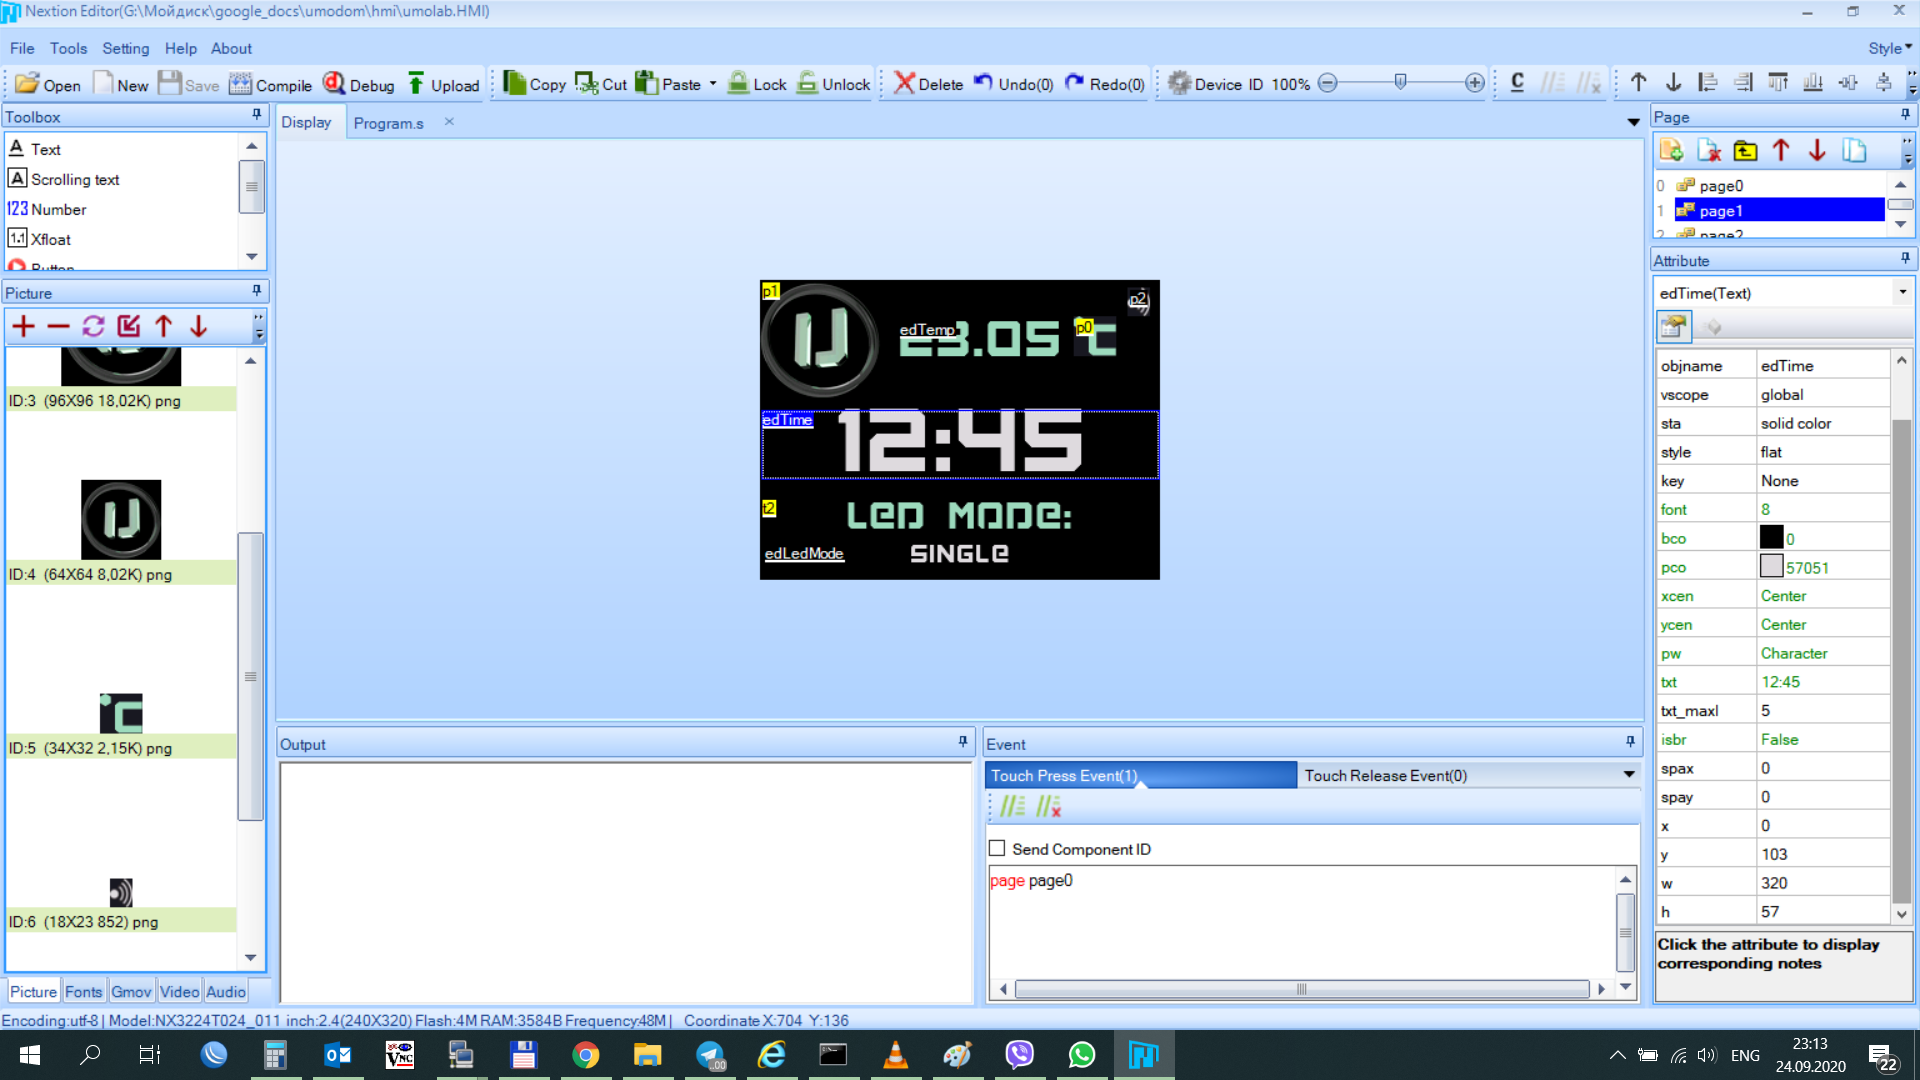 Nextion Editor(G:\Мойдиск\google_docs\umodom\hmi\umolab.HMI)
File Tools Setting Help About
Style
Open New Save Compile Debug Upload Copy Cut Paste Lock Unlock Delete Undo(0) Redo(0) Device ID 100%
Toolbox
Text
Scrolling text
123 Number
1.1 Xfloat
Button
Picture
ID:3 (96X96 18,02K) png
ID:4 (64X64 8,02K) png
ID:5 (34X32 2,15K) png
ID:6 (18X23 852) png
Picture Fonts Gmov Video Audio
Display Program.s
p1
p2
edTemp 23.05 p0 °C
edTime 12:45
t2 LED MODE:
edLedMode SINGLE
Output
Event
Touch Press Event(1) Touch Release Event(0)
Send Component ID
page page0
Page
0 page0
1 page1
2 page2
Attribute
edTime(Text)
objname edTime
vscope global
sta solid color
style flat
key None
font 8
bco 0
pco 57051
xcen Center
ycen Center
pw Character
txt 12:45
txt_maxl 5
isbr False
spax 0
spay 0
x 0
y 103
w 320
h 57
Click the attribute to display
corresponding notes
Encoding:utf-8 | Model:NX3224T024_011 inch:2.4(240X320) Flash:4M RAM:3584B Frequency:48M | Coordinate X:704 Y:136
VNC
.00
ENG
23:13
24.09.2020
22